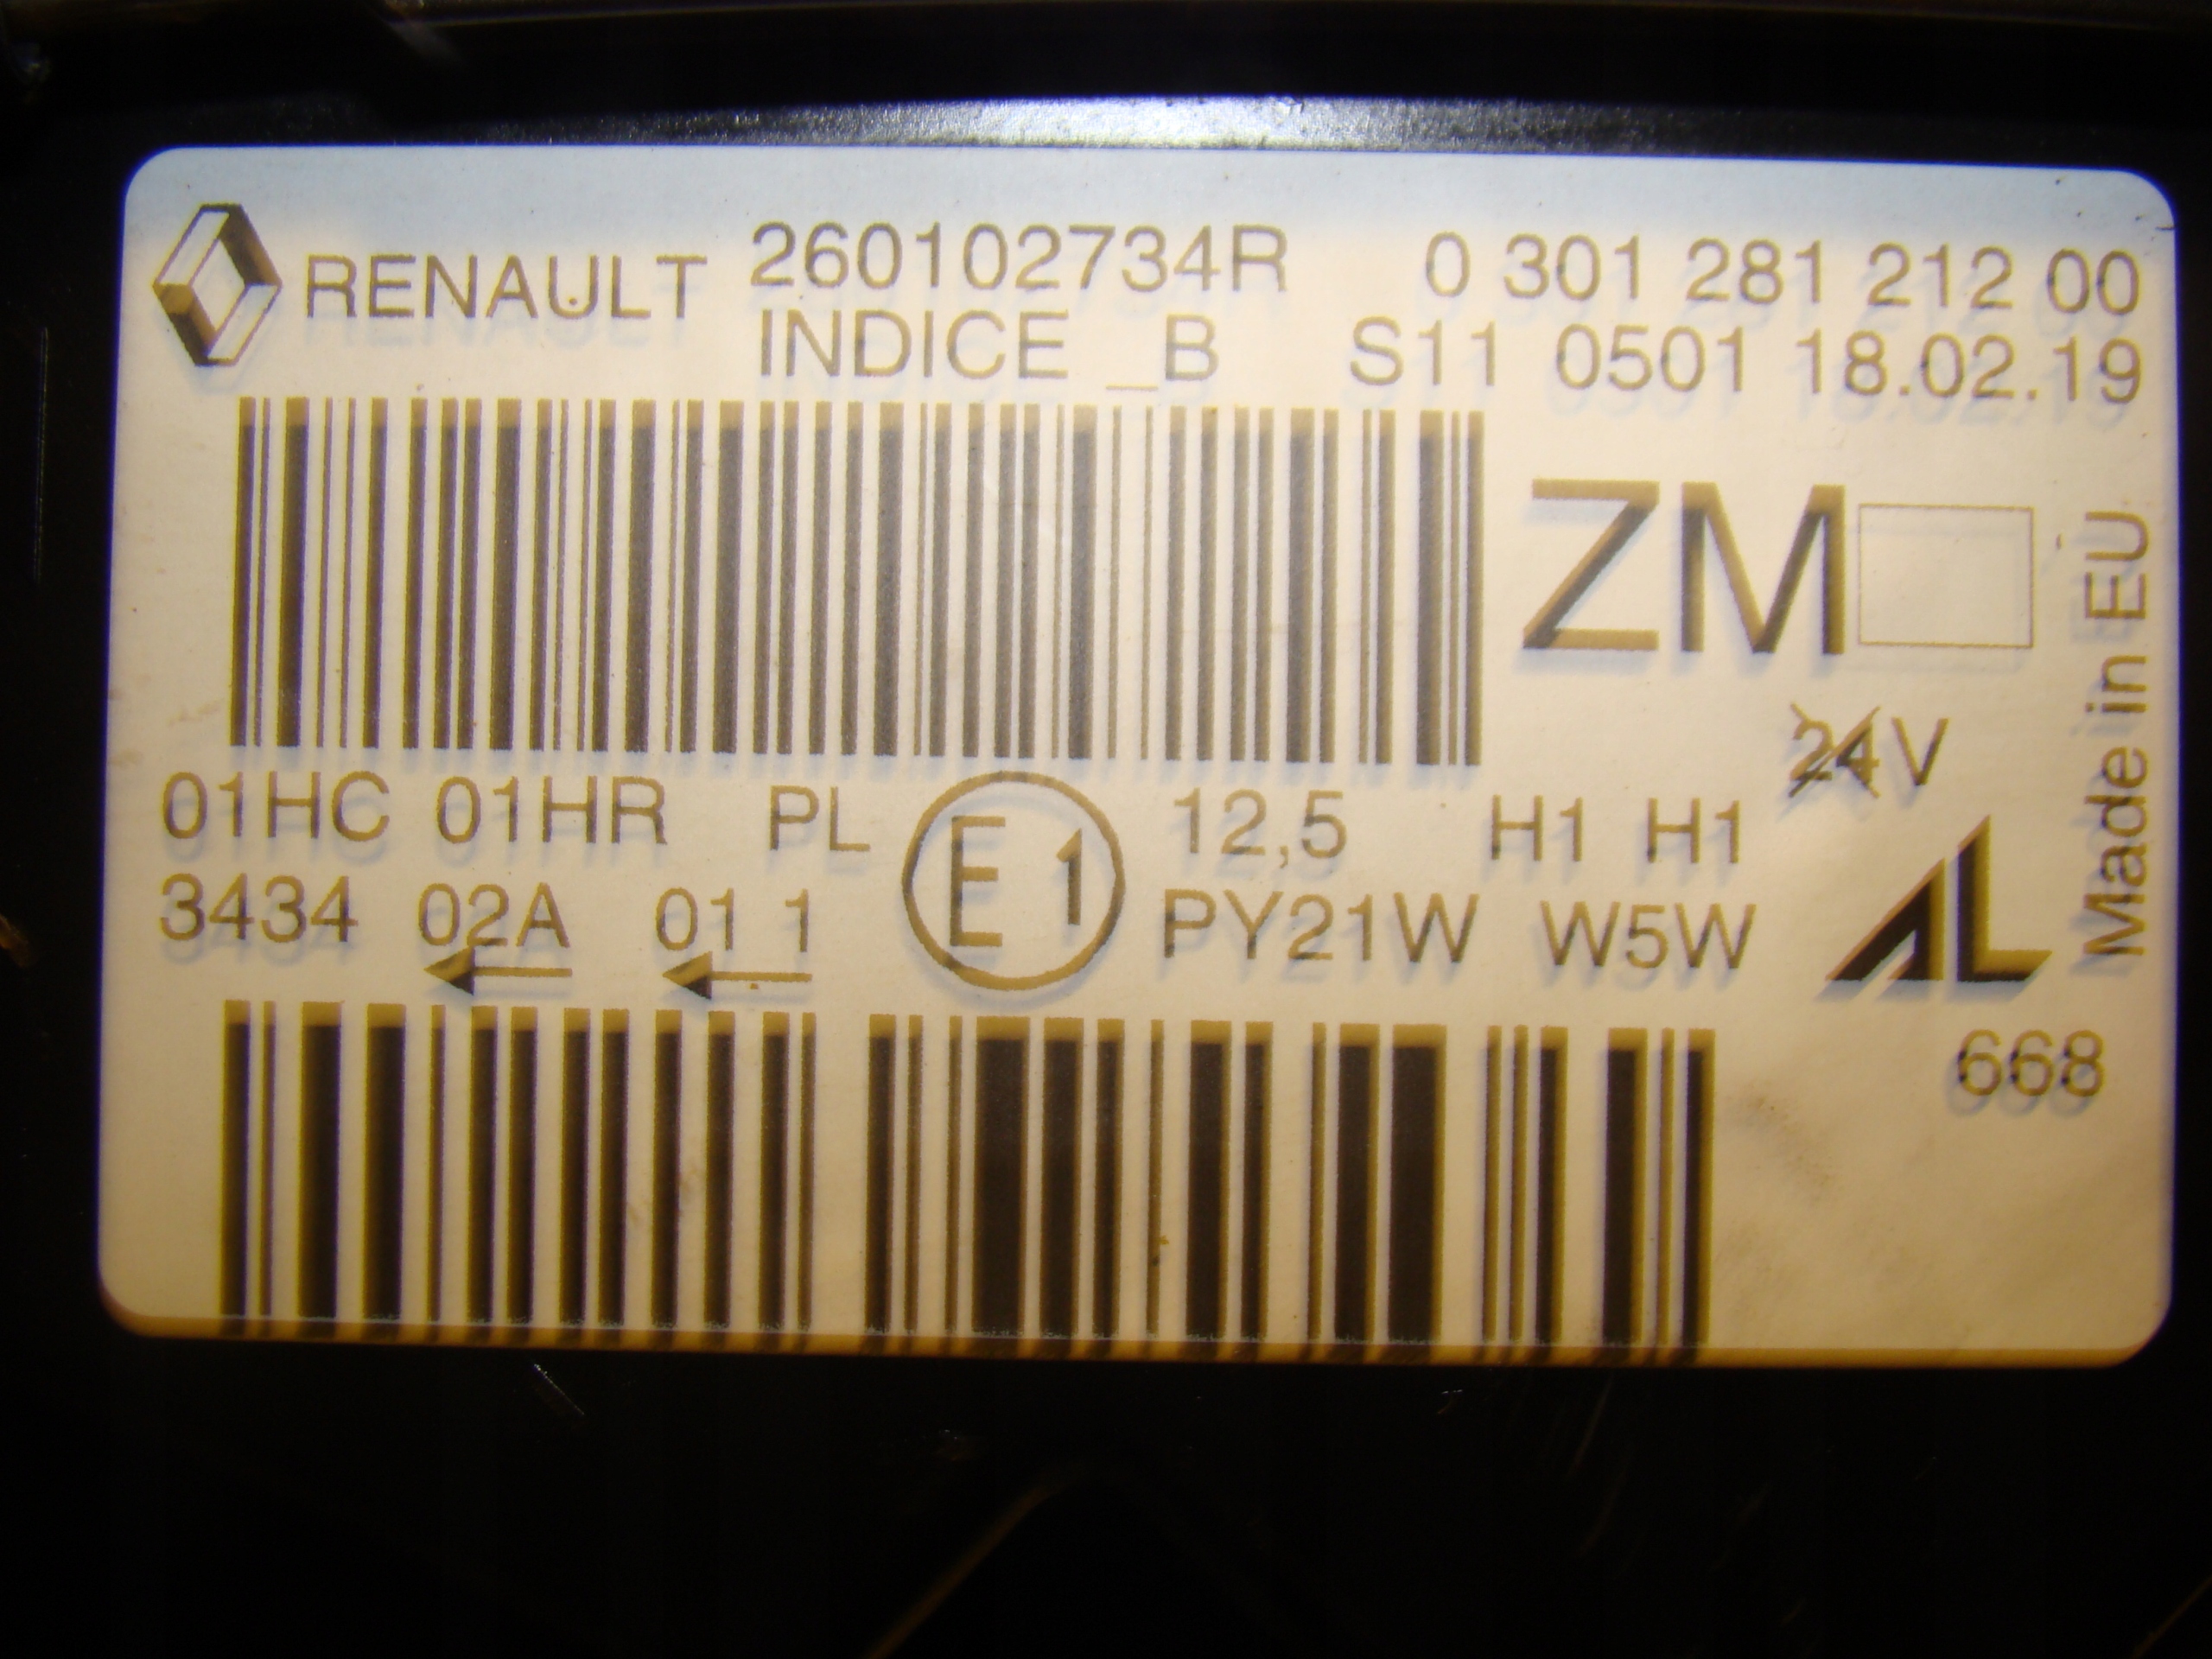 RENAULT 260102734R 0 301 281 212 00
INDICE _B S11 0501 18.02.19
ZM
Made in EU
24V
01HC 01HR PL E1 12,5 H1 H1
3434 02A 01 1 PY21W W5W AL
668